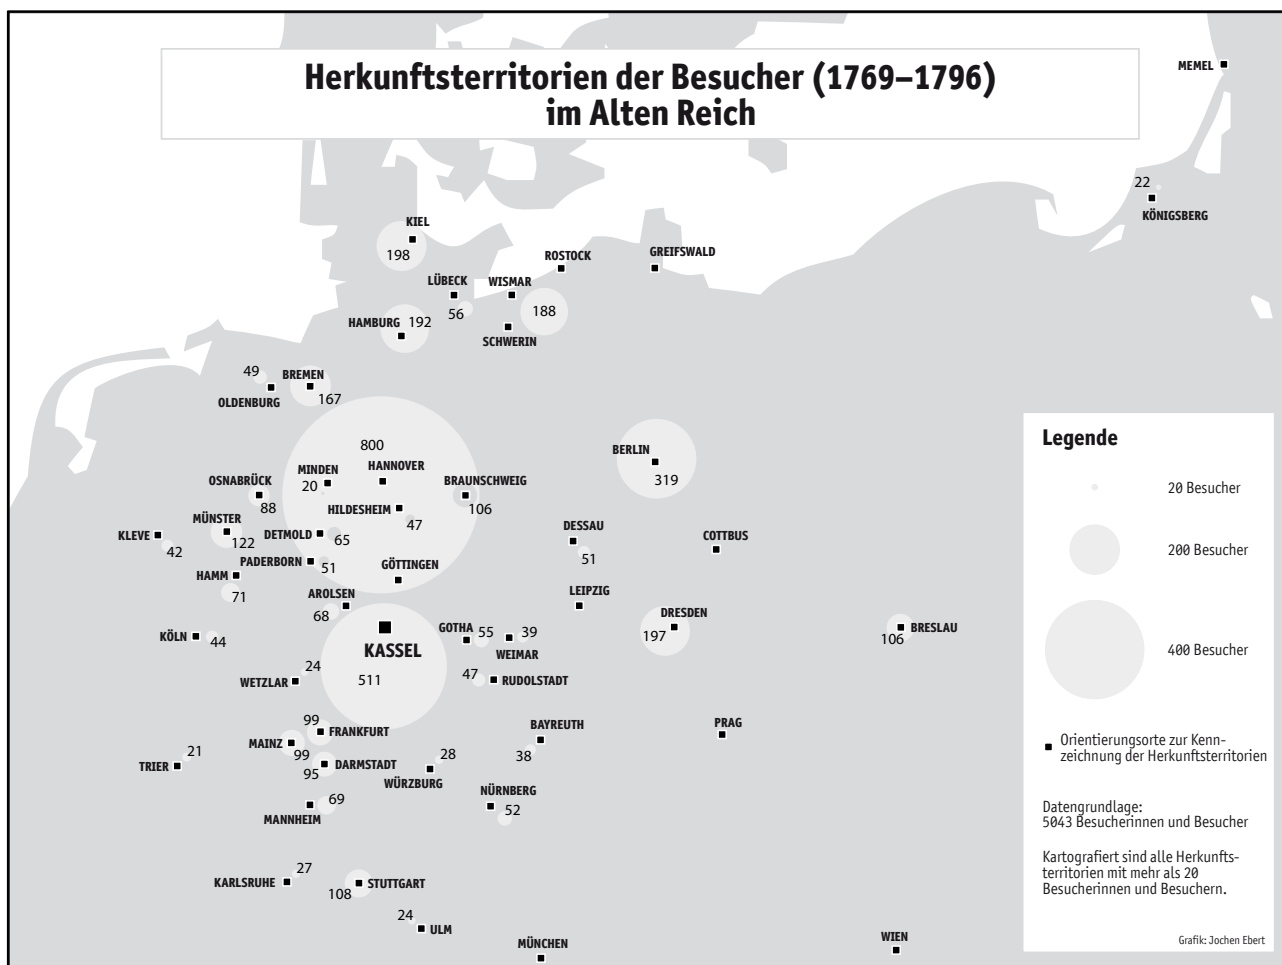 Herkunftsterritorien der Besucher (1769–1796)
im Alten Reich
MEMEL
22
KÖNIGSBERG
KIEL
198
ROSTOCK
GREIFSWALD
LÜBECK
WISMAR
56
188
HAMBURG
192
SCHWERIN
49
BREMEN
OLDENBURG
167
800
BERLIN
319
MINDEN
HANNOVER
20
OSNABRÜCK
88
BRAUNSCHWEIG
106
HILDESHEIM
47
MÜNSTER
122
KLEVE
42
DETMOLD
65
DESSAU
51
COTTBUS
PADERBORN
51
GÖTTINGEN
HAMM
71
AROLSEN
68
LEIPZIG
KÖLN
44
KASSEL
511
GOTHA
55
39
WEIMAR
DRESDEN
197
BRESLAU
106
24
WETZLAR
47
RUDOLSTADT
99
FRANKFURT
MAINZ
99
BAYREUTH
38
PRAG
21
TRIER
95
DARMSTADT
28
WÜRZBURG
69
MANNHEIM
NÜRNBERG
52
27
KARLSRUHE
108
STUTTGART
24
ULM
MÜNCHEN
WIEN
Legende
20 Besucher
200 Besucher
400 Besucher
Orientierungsorte zur Kenn-
zeichnung der Herkunftsterritorien
Datengrundlage:
5043 Besucherinnen und Besucher
Kartografiert sind alle Herkunfts-
territorien mit mehr als 20
Besucherinnen und Besuchern.
Grafik: Jochen Ebert